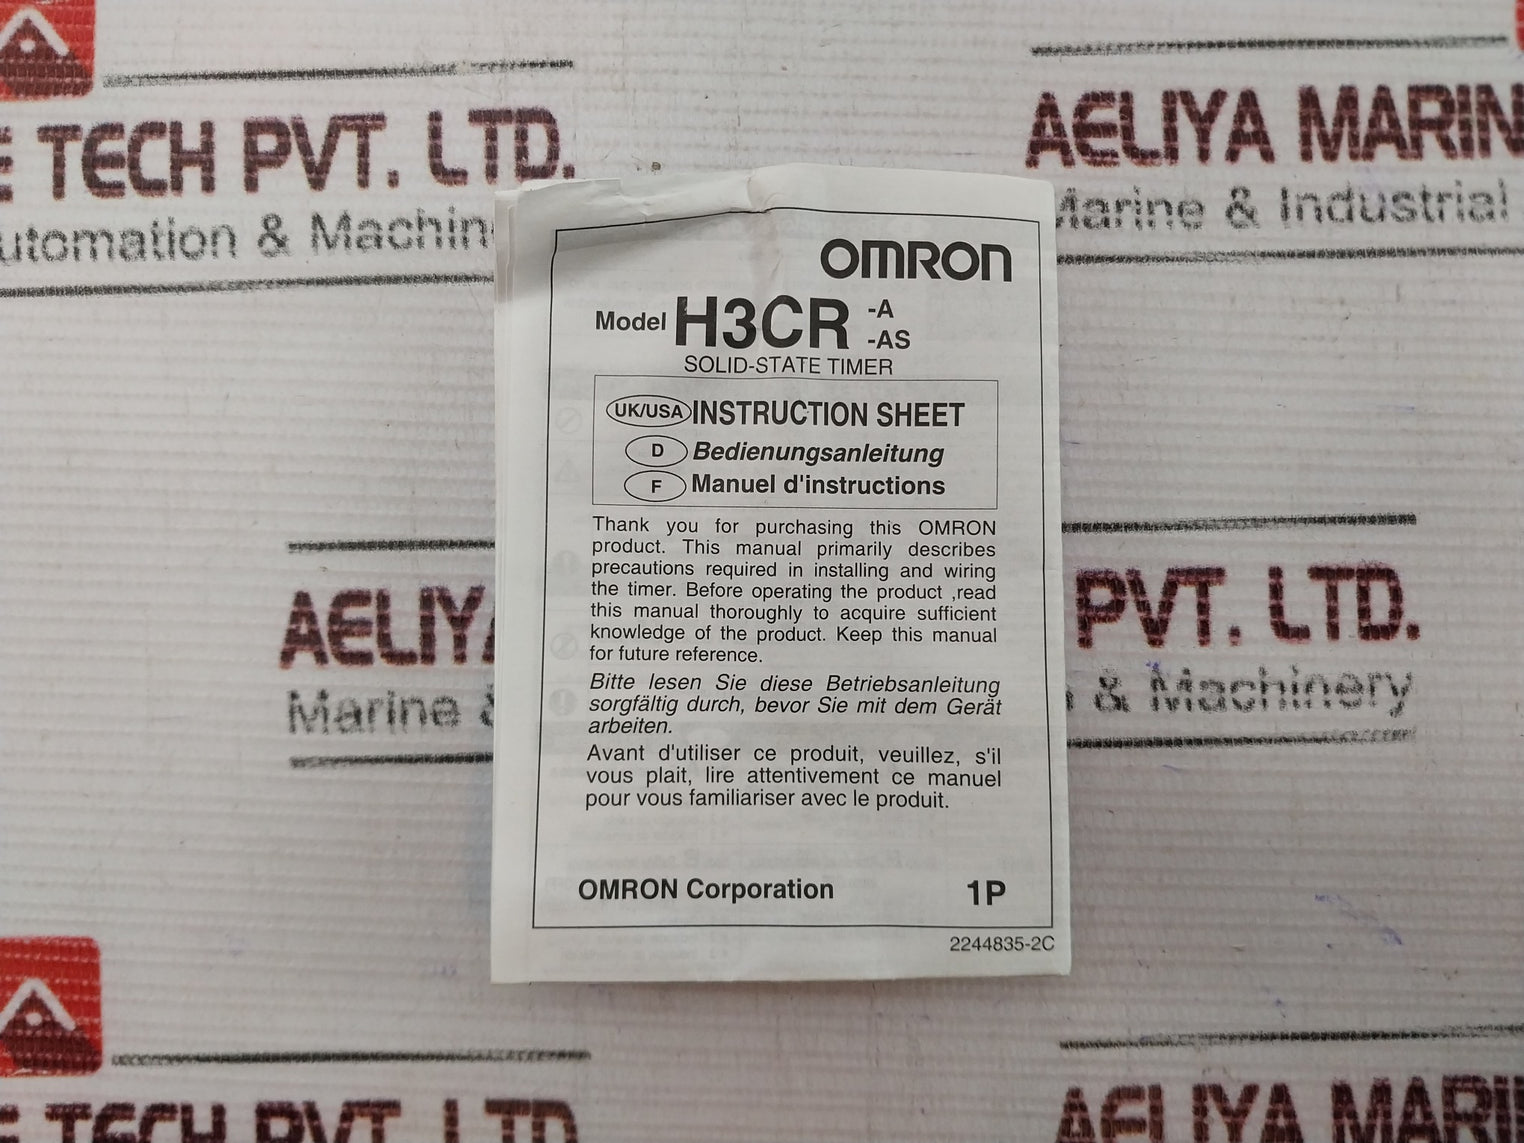 TECH PVT. LTD.
AELIYA MARIN
utomation & Machin
Marine & Industrial
OMRON
Model H3CR -A
-AS
SOLID-STATE TIMER
UK/USA INSTRUCTION SHEET
D Bedienungsanleitung
F Manuel d'instructions
Thank you for purchasing this OMRON
product. This manual primarily describes
precautions required in installing and wiring
the timer. Before operating the product ,read
this manual thoroughly to acquire sufficient
knowledge of the product. Keep this manual
for future reference.
Bitte lesen Sie diese Betriebsanleitung
sorgfältig durch, bevor Sie mit dem Gerät
arbeiten.
Avant d'utiliser ce produit, veuillez, s'il
vous plait, lire attentivement ce manuel
pour vous familiariser avec le produit.
OMRON Corporation 1P
2244835-2C
AELIYA
PVT. LTD.
Marine &
& Machinery
E TECH PVT. LTD
AELIYA MARIN